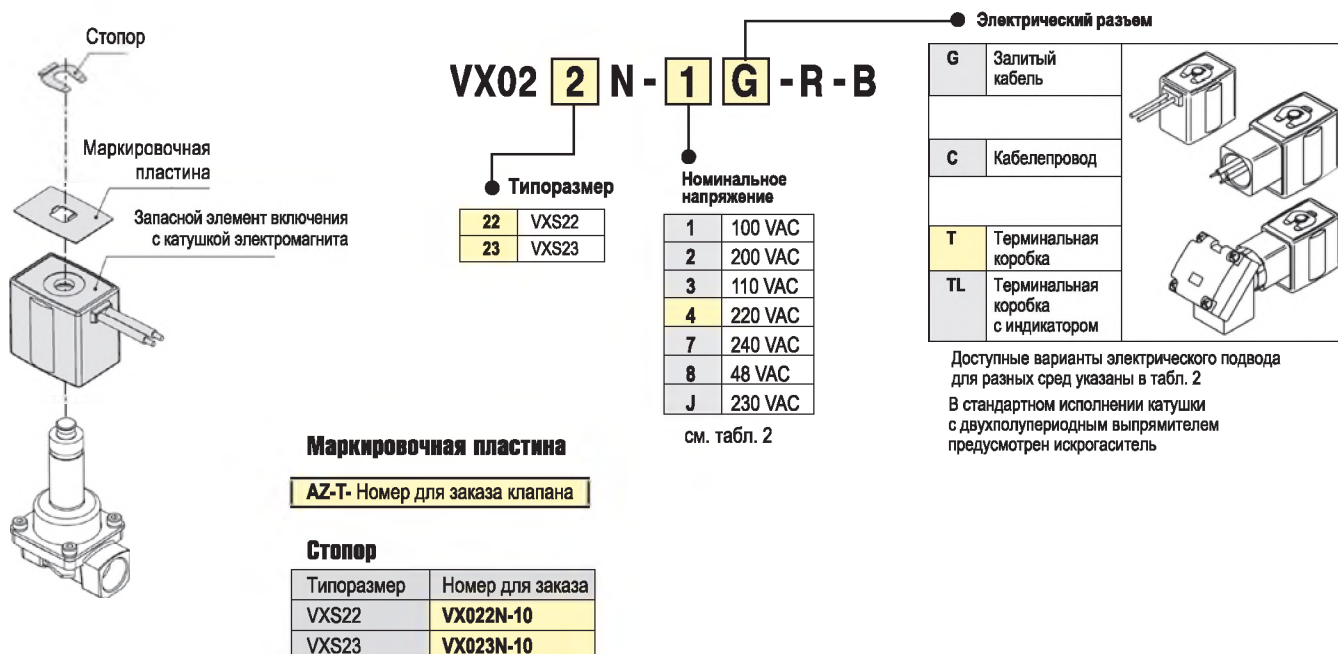 Стопор
Маркировочная
пластина
Запасной элемент включения
с катушкой электромагнита
VX02 2 N - 1 G - R - B
Типоразмер
22 VXS22
23 VXS23
Номинальное
напряжение
1 100 VAC
2 200 VAC
3 110 VAC
4 220 VAC
7 240 VAC
8 48 VAC
J 230 VAC
см. табл. 2
Электрический разъем
G Залитый
кабель
C Кабелепровод
T Терминальная
коробка
TL Терминальная
коробка
с индикатором
Доступные варианты электрического подвода
для разных сред указаны в табл. 2
В стандартном исполнении катушки
с двухполупериодным выпрямителем
предусмотрен искрогаситель
Маркировочная пластина
AZ-T- Номер для заказа клапана
Стопор
Типоразмер Номер для заказа
VXS22 VX022N-10
VXS23 VX023N-10